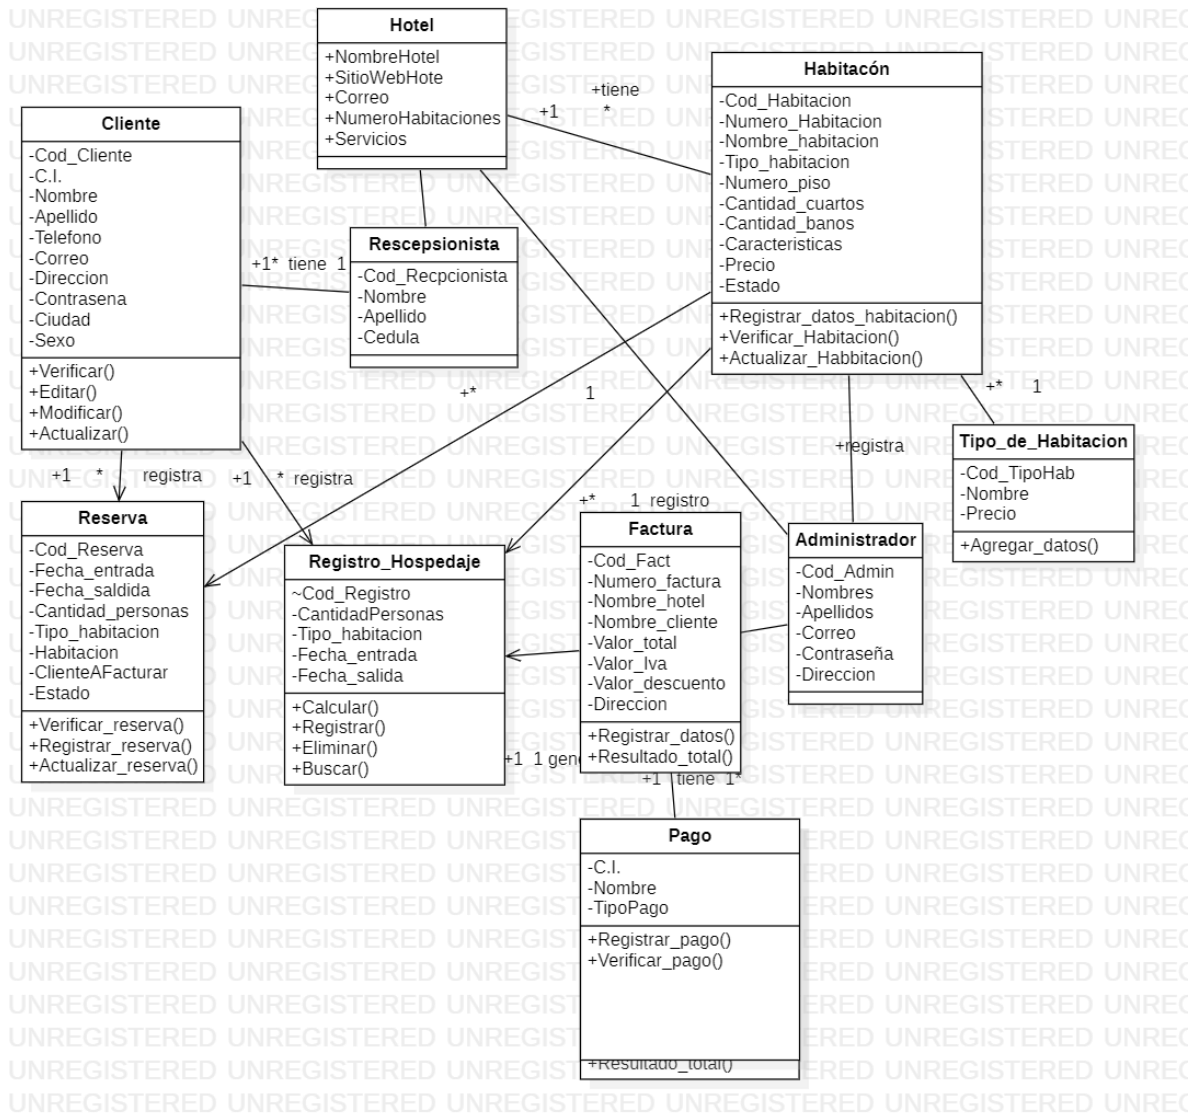 Hotel
+NombreHotel
+SitioWebHote
+Correo
+NumeroHabitaciones
+Servicios
+tiene
+1 *
Habitacón
-Cod_Habitacion
-Numero_Habitacion
-Nombre_habitacion
-Tipo_habitacion
-Numero_piso
-Cantidad_cuartos
-Cantidad_banos
-Caracteristicas
-Precio
-Estado
+Registrar_datos_habitacion()
+Verificar_Habitacion()
+Actualizar_Habbitacion()
Cliente
-Cod_Cliente
-C.I.
-Nombre
-Apellido
-Telefono
-Correo
-Direccion
-Contrasena
-Ciudad
-Sexo
+Verificar()
+Editar()
+Modificar()
+Actualizar()
+1* tiene 1
Rescepsionista
-Cod_Recpcionista
-Nombre
-Apellido
-Cedula
+* 1
+* 1
+registra
Tipo_de_Habitacion
-Cod_TipoHab
-Nombre
-Precio
+Agregar_datos()
+1 * registra
+1 * registra
+* 1 registro
Reserva
-Cod_Reserva
-Fecha_entrada
-Fecha_saldida
-Cantidad_personas
-Tipo_habitacion
-Habitacion
-ClienteAFacturar
-Estado
+Verificar_reserva()
+Registrar_reserva()
+Actualizar_reserva()
Registro_Hospedaje
~Cod_Registro
-CantidadPersonas
-Tipo_habitacion
-Fecha_entrada
-Fecha_salida
+Calcular()
+Registrar()
+Eliminar()
+Buscar()
Factura
-Cod_Fact
-Numero_factura
-Nombre_hotel
-Nombre_cliente
-Valor_total
-Valor_Iva
-Valor_descuento
-Direccion
+Registrar_datos()
+Resultado_total()
Administrador
-Cod_Admin
-Nombres
-Apellidos
-Correo
-Contraseña
-Direccion
+1 1
+1 tiene 1*
Pago
-C.I.
-Nombre
-TipoPago
+Registrar_pago()
+Verificar_pago()
+Resultado_total()